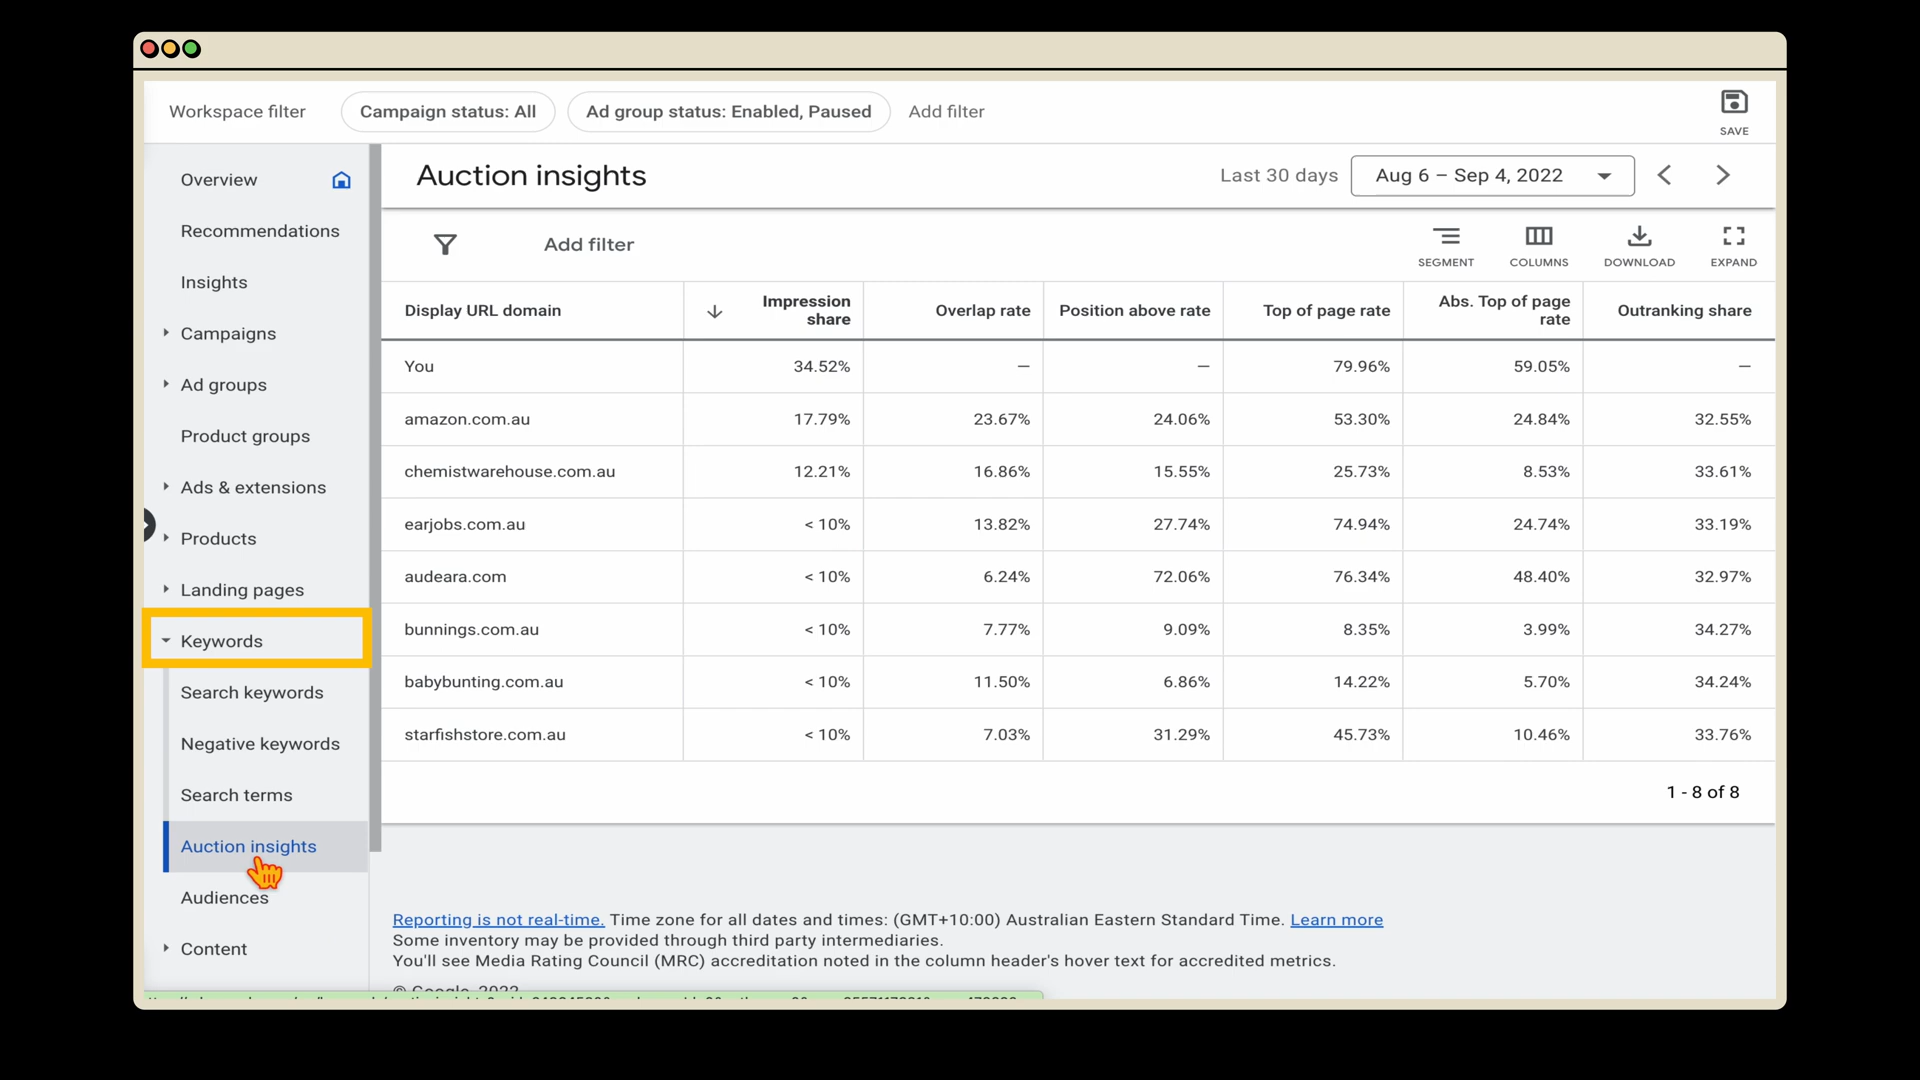 Workspace filter Campaign status: All Ad group status: Enabled, Paused Add filter SAVE
Overview
Recommendations
Insights
Campaigns
Ad groups
Product groups
Ads & extensions
Products
Landing pages
Keywords
Search keywords
Negative keywords
Search terms
Auction insights
Audiences
Content
Auction insights Last 30 days Aug 6 – Sep 4, 2022
Add filter SEGMENT COLUMNS DOWNLOAD EXPAND
Display URL domain Impression share Overlap rate Position above rate Top of page rate Abs. Top of page rate Outranking share
You 34.52% — — 79.96% 59.05% —
amazon.com.au 17.79% 23.67% 24.06% 53.30% 24.84% 32.55%
chemistwarehouse.com.au 12.21% 16.86% 15.55% 25.73% 8.53% 33.61%
earjobs.com.au < 10% 13.82% 27.74% 74.94% 24.74% 33.19%
audeara.com < 10% 6.24% 72.06% 76.34% 48.40% 32.97%
bunnings.com.au < 10% 7.77% 9.09% 8.35% 3.99% 34.27%
babybunting.com.au < 10% 11.50% 6.86% 14.22% 5.70% 34.24%
starfishstore.com.au < 10% 7.03% 31.29% 45.73% 10.46% 33.76%
1 - 8 of 8
Reporting is not real-time. Time zone for all dates and times: (GMT+10:00) Australian Eastern Standard Time. Learn more
Some inventory may be provided through third party intermediaries.
You'll see Media Rating Council (MRC) accreditation noted in the column header's hover text for accredited metrics.
© Google, 2022